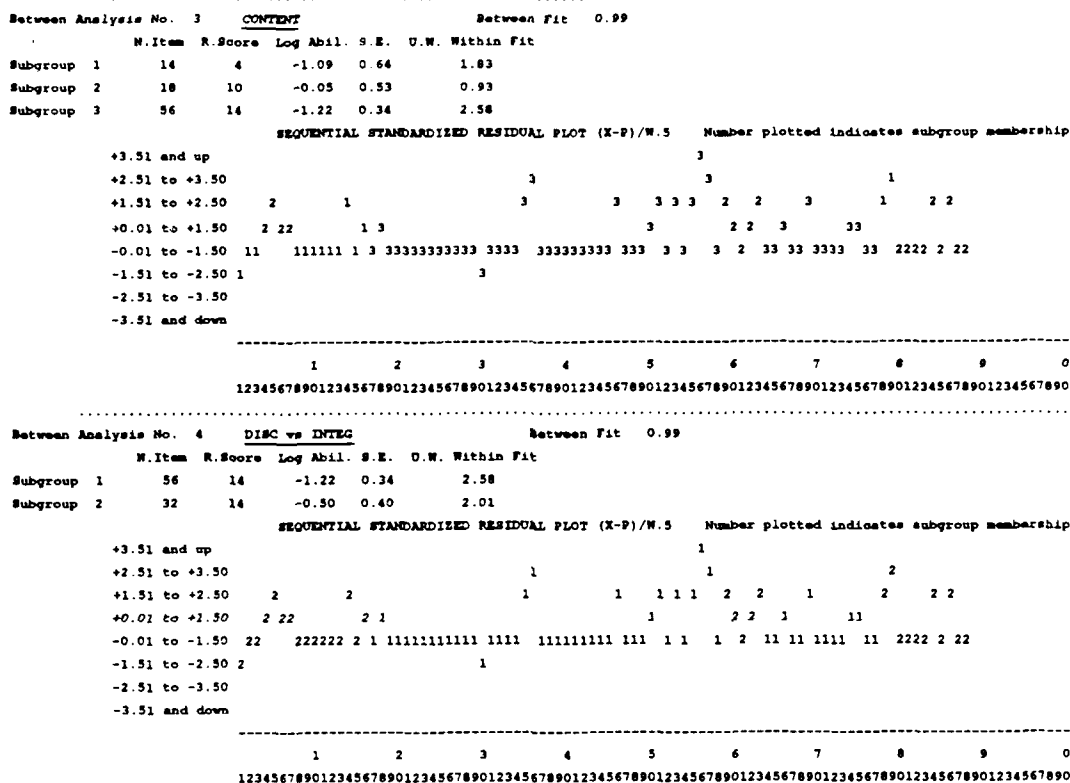 Between Analysis No. 3 CONTENT Between Fit 0.99
N.Item R.Score Log Abil. S.E. U.W. Within Fit
Subgroup 1 14 4 -1.09 0.64 1.83
Subgroup 2 18 10 -0.05 0.53 0.93
Subgroup 3 56 14 -1.22 0.34 2.58
SEQUENTIAL STANDARDIZED RESIDUAL PLOT (X-P)/W.5 Number plotted indicates subgroup membership
+3.51 and up 3
+2.51 to +3.50 3 3 1
+1.51 to +2.50 2 1 3 3 3 3 3 2 2 3 1 2 2
+0.01 to +1.50 2 22 1 3 3 2 2 3 33
-0.01 to -1.50 11 111111 1 3 33333333333 3333 333333333 333 3 3 3 2 33 33 3333 33 2222 2 22
-1.51 to -2.50 1 3
-2.51 to -3.50
-3.51 and down
1 2 3 4 5 6 7 8 9 0
1234567890123456789012345678901234567890123456789012345678901234567890123456789012345678901234567890
Between Analysis No. 4 DISC vs INTEG Between Fit 0.99
N.Item R.Score Log Abil. S.E. U.W. Within Fit
Subgroup 1 56 14 -1.22 0.34 2.58
Subgroup 2 32 14 -0.50 0.40 2.01
SEQUENTIAL STANDARDIZED RESIDUAL PLOT (X-P)/W.5 Number plotted indicates subgroup membership
+3.51 and up 1
+2.51 to +3.50 1 1 2
+1.51 to +2.50 2 2 1 1 1 1 1 2 2 1 2 2 2
+0.01 to +1.50 2 22 2 1 1 2 2 1 11
-0.01 to -1.50 22 222222 2 1 11111111111 1111 111111111 111 1 1 1 2 11 11 1111 11 2222 2 22
-1.51 to -2.50 2 1
-2.51 to -3.50
-3.51 and down
1 2 3 4 5 6 7 8 9 0
1234567890123456789012345678901234567890123456789012345678901234567890123456789012345678901234567890